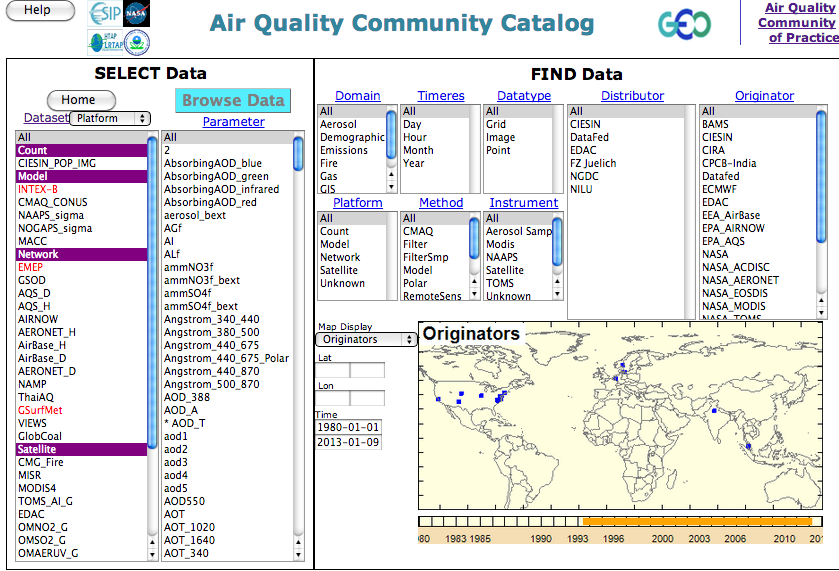 Help
ESIP
NASA
HTAP
LRTAP
Air Quality Community Catalog
GEO
Air Quality
Community
of Practice
SELECT Data
Home
Browse Data
Dataset
Platform
Parameter
All
Count
CIESIN_POP_IMG
Model
INTEX-B
CMAQ_CONUS
NAAPS_sigma
NOGAPS_sigma
MACC
Network
EMEP
GSOD
AQS_D
AQS_H
AIRNOW
AERONET_H
AirBase_H
AirBase_D
AERONET_D
NAMP
ThaiAQ
GSurfMet
VIEWS
GlobCoal
Satellite
CMG_Fire
MISR
MODIS4
TOMS_AI_G
EDAC
OMNO2_G
OMSO2_G
OMAERUV_G
All
2
AbsorbingAOD_blue
AbsorbingAOD_green
AbsorbingAOD_infrared
AbsorbingAOD_red
aerosol_bext
AGf
AI
ALf
ammNO3f
ammNO3f_bext
ammSO4f
ammSO4f_bext
Angstrom_340_440
Angstrom_380_500
Angstrom_440_675
Angstrom_440_675_Polar
Angstrom_440_870
Angstrom_500_870
AOD_388
AOD_A
* AOD_T
aod1
aod2
aod3
aod4
aod5
AOD550
AOT
AOT_1020
AOT_1640
AOT_340
FIND Data
Domain
All
Aerosol
Demographic
Emissions
Fire
Gas
GIS
Timeres
All
Day
Hour
Month
Year
Datatype
All
Grid
Image
Point
Distributor
All
CIESIN
DataFed
EDAC
FZ Juelich
NGDC
NILU
Originator
All
BAMS
CIESIN
CIRA
CPCB-India
Datafed
ECMWF
EDAC
EEA_AirBase
EPA_AIRNOW
EPA_AQS
NASA
NASA_ACDISC
NASA_AERONET
NASA_EOSDIS
NASA_MODIS
NASA_TOMS
Platform
All
Count
Model
Network
Satellite
Unknown
Method
All
CMAQ
Filter
FilterSmp
Model
Polar
RemoteSens
Instrument
All
Aerosol Samp
Modis
NAAPS
Satellite
TOMS
Unknown
Map Display
Originators
Lat
Lon
Time
1980-01-01
2013-01-09
Originators
80 1983 1985 1990 1993 1996 2000 2003 2006 2010 201